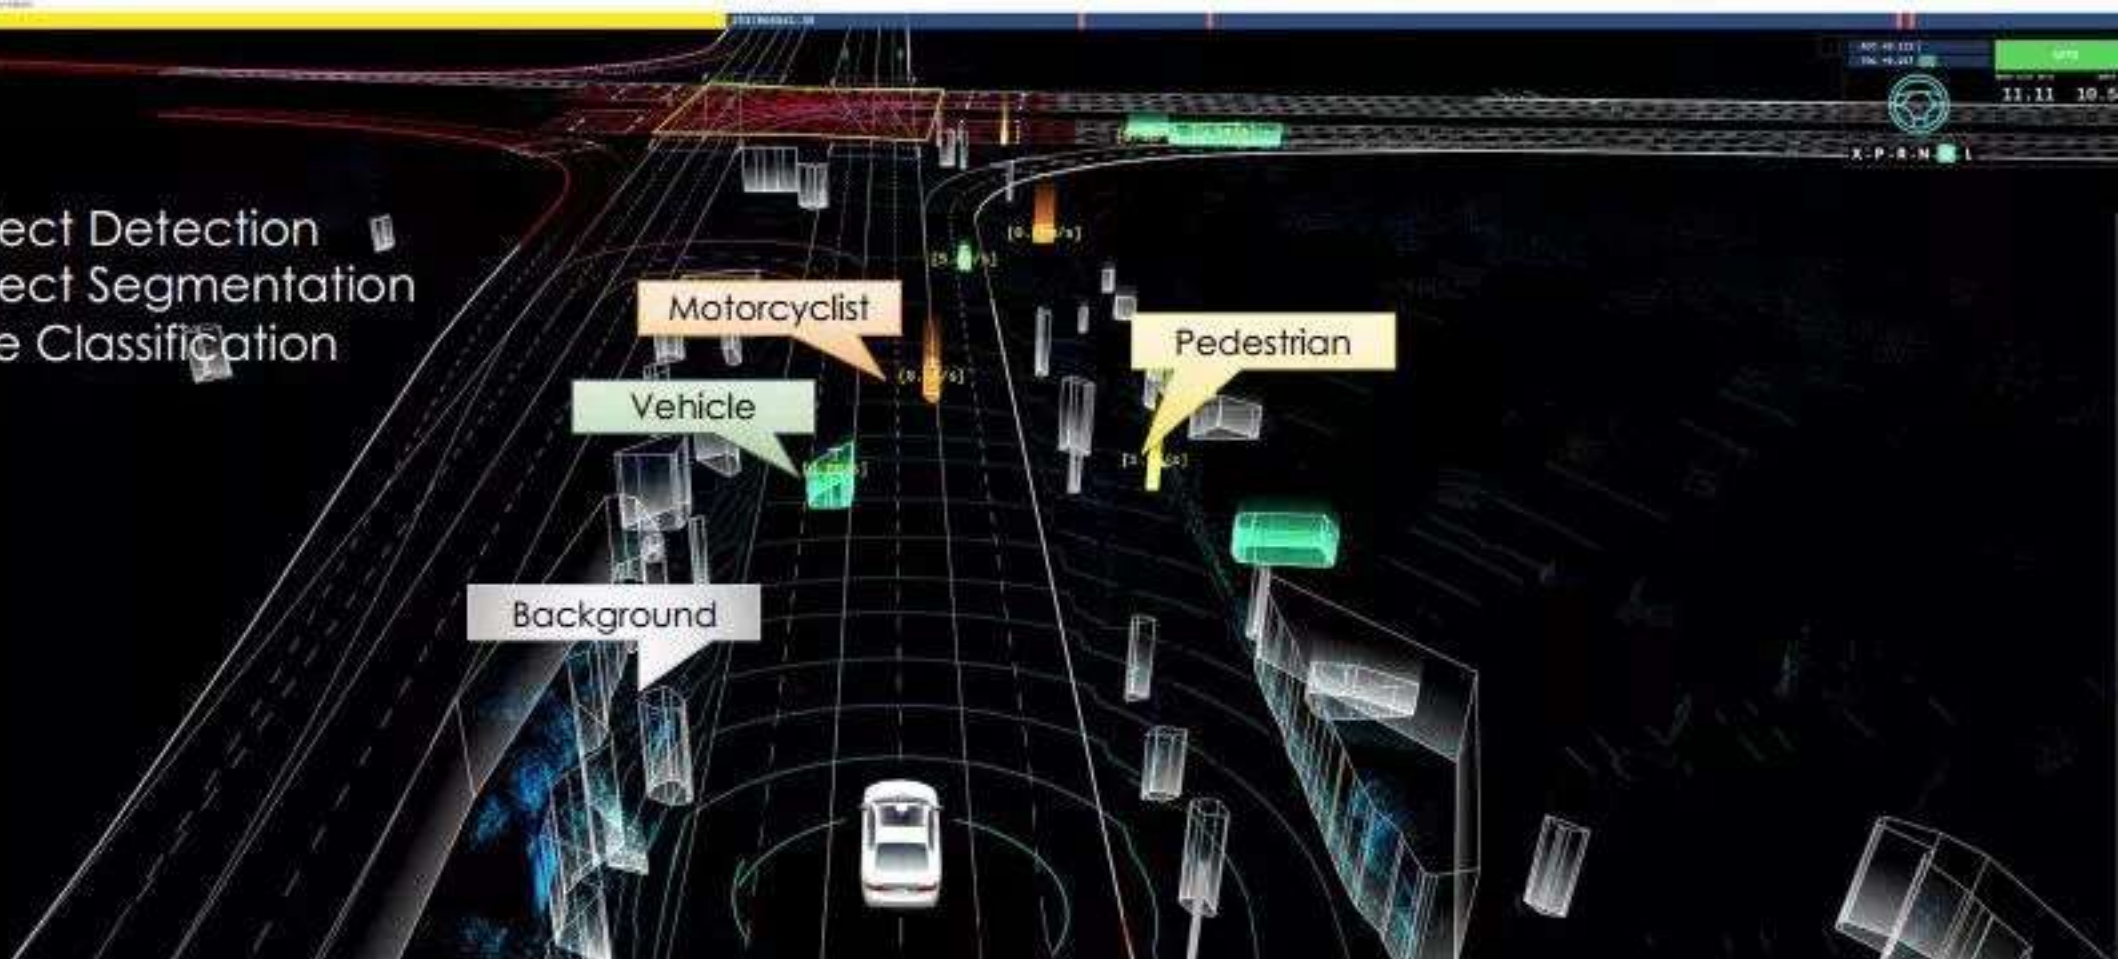 11.11
X-P-R-N
ect Detection
ect Segmentation
e Classification
Motorcyclist
Pedestrian
Vehicle
Background